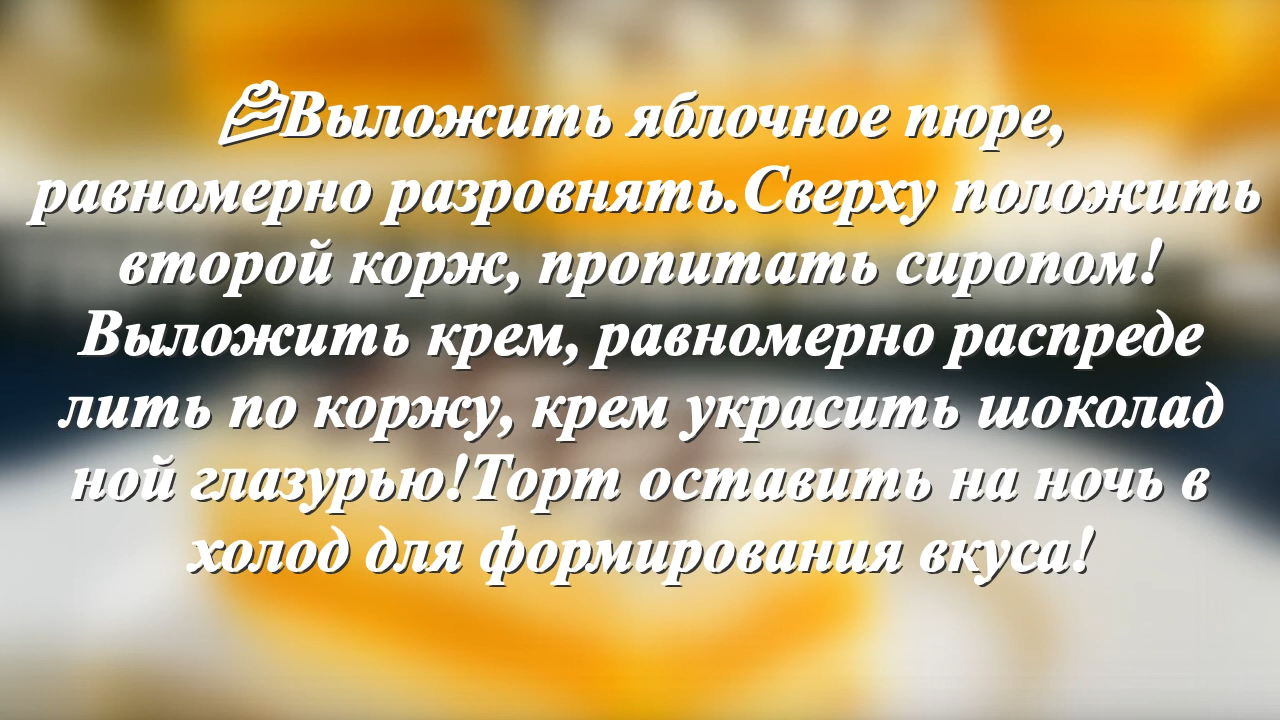 Выложить яблочное пюре,
равномерно разровнять.Сверху положить
второй корж, пропитать сиропом!
Выложить крем, равномерно распреде
лить по коржу, крем украсить шоколад
ной глазурью!Торт оставить на ночь в
холод для формирования вкуса!